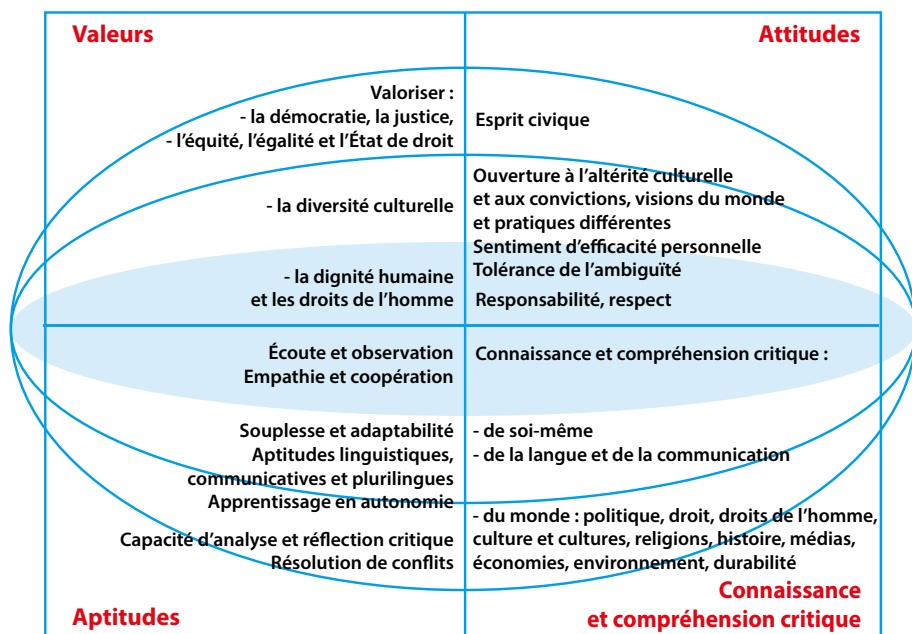 Valeurs
Attitudes
Valoriser :
- la démocratie, la justice,
- l’équité, l’égalité et l’État de droit
Esprit civique
- la diversité culturelle
Ouverture à l’altérité culturelle
et aux convictions, visions du monde
et pratiques différentes
Sentiment d’efficacité personnelle
Tolérance de l’ambiguïté
- la dignité humaine
et les droits de l’homme
Responsabilité, respect
Écoute et observation
Empathie et coopération
Connaissance et compréhension critique :
Souplesse et adaptabilité
Aptitudes linguistiques,
communicatives et plurilingues
Apprentissage en autonomie
- de soi-même
- de la langue et de la communication
Capacité d’analyse et réflection critique
Résolution de conflits
- du monde : politique, droit, droits de l’homme,
culture et cultures, religions, histoire, médias,
économies, environnement, durabilité
Aptitudes
Connaissance
et compréhension critique